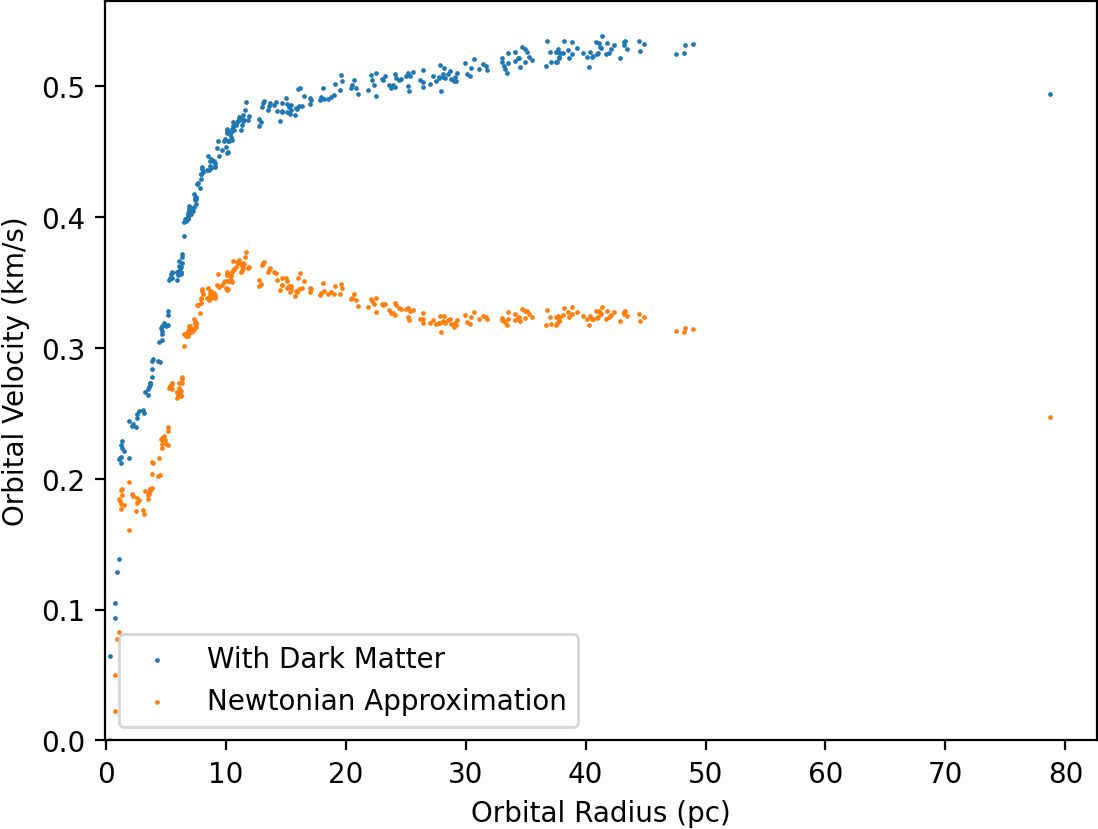 Orbital Velocity (km/s)
0.5
0.4
0.3
0.2
0.1
0.0
With Dark Matter
Newtonian Approximation
0 10 20 30 40 50 60 70 80
Orbital Radius (pc)